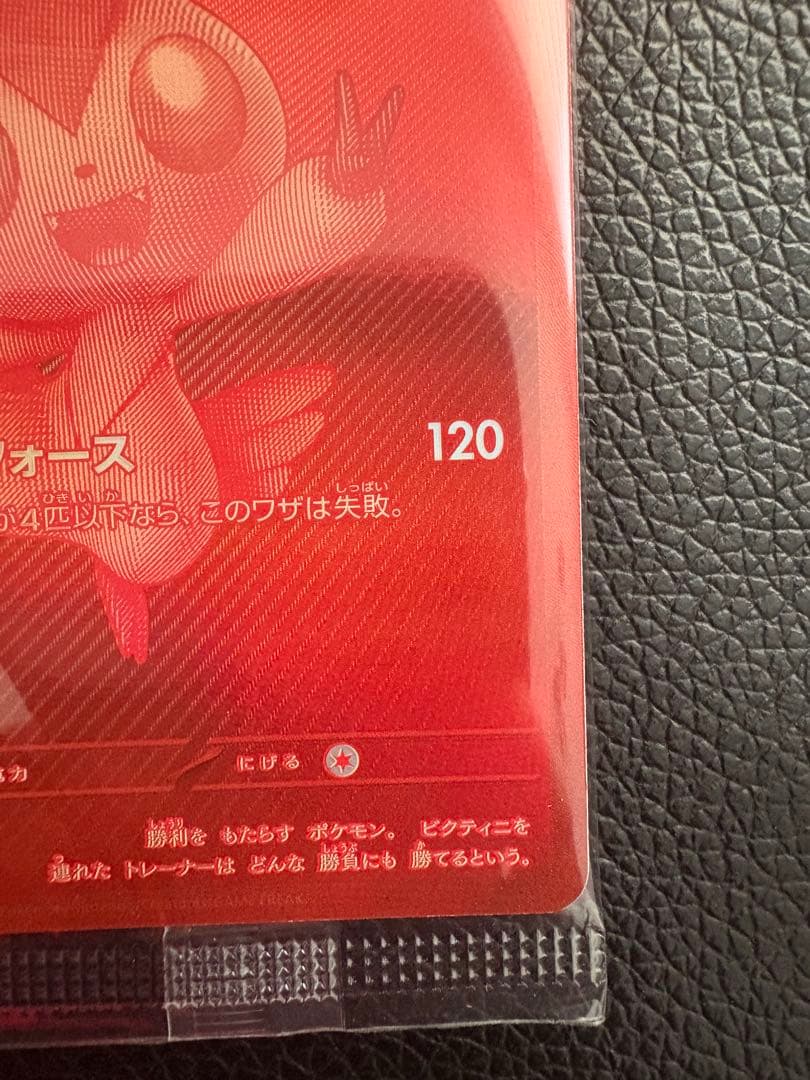 フォース 120
が4匹以下なら、このワザは失敗。
にげる
勝利を もたらす ポケモン。 ビクティニを
連れた トレーナーは どんな 勝負にも 勝てるという。
GAME FREAK